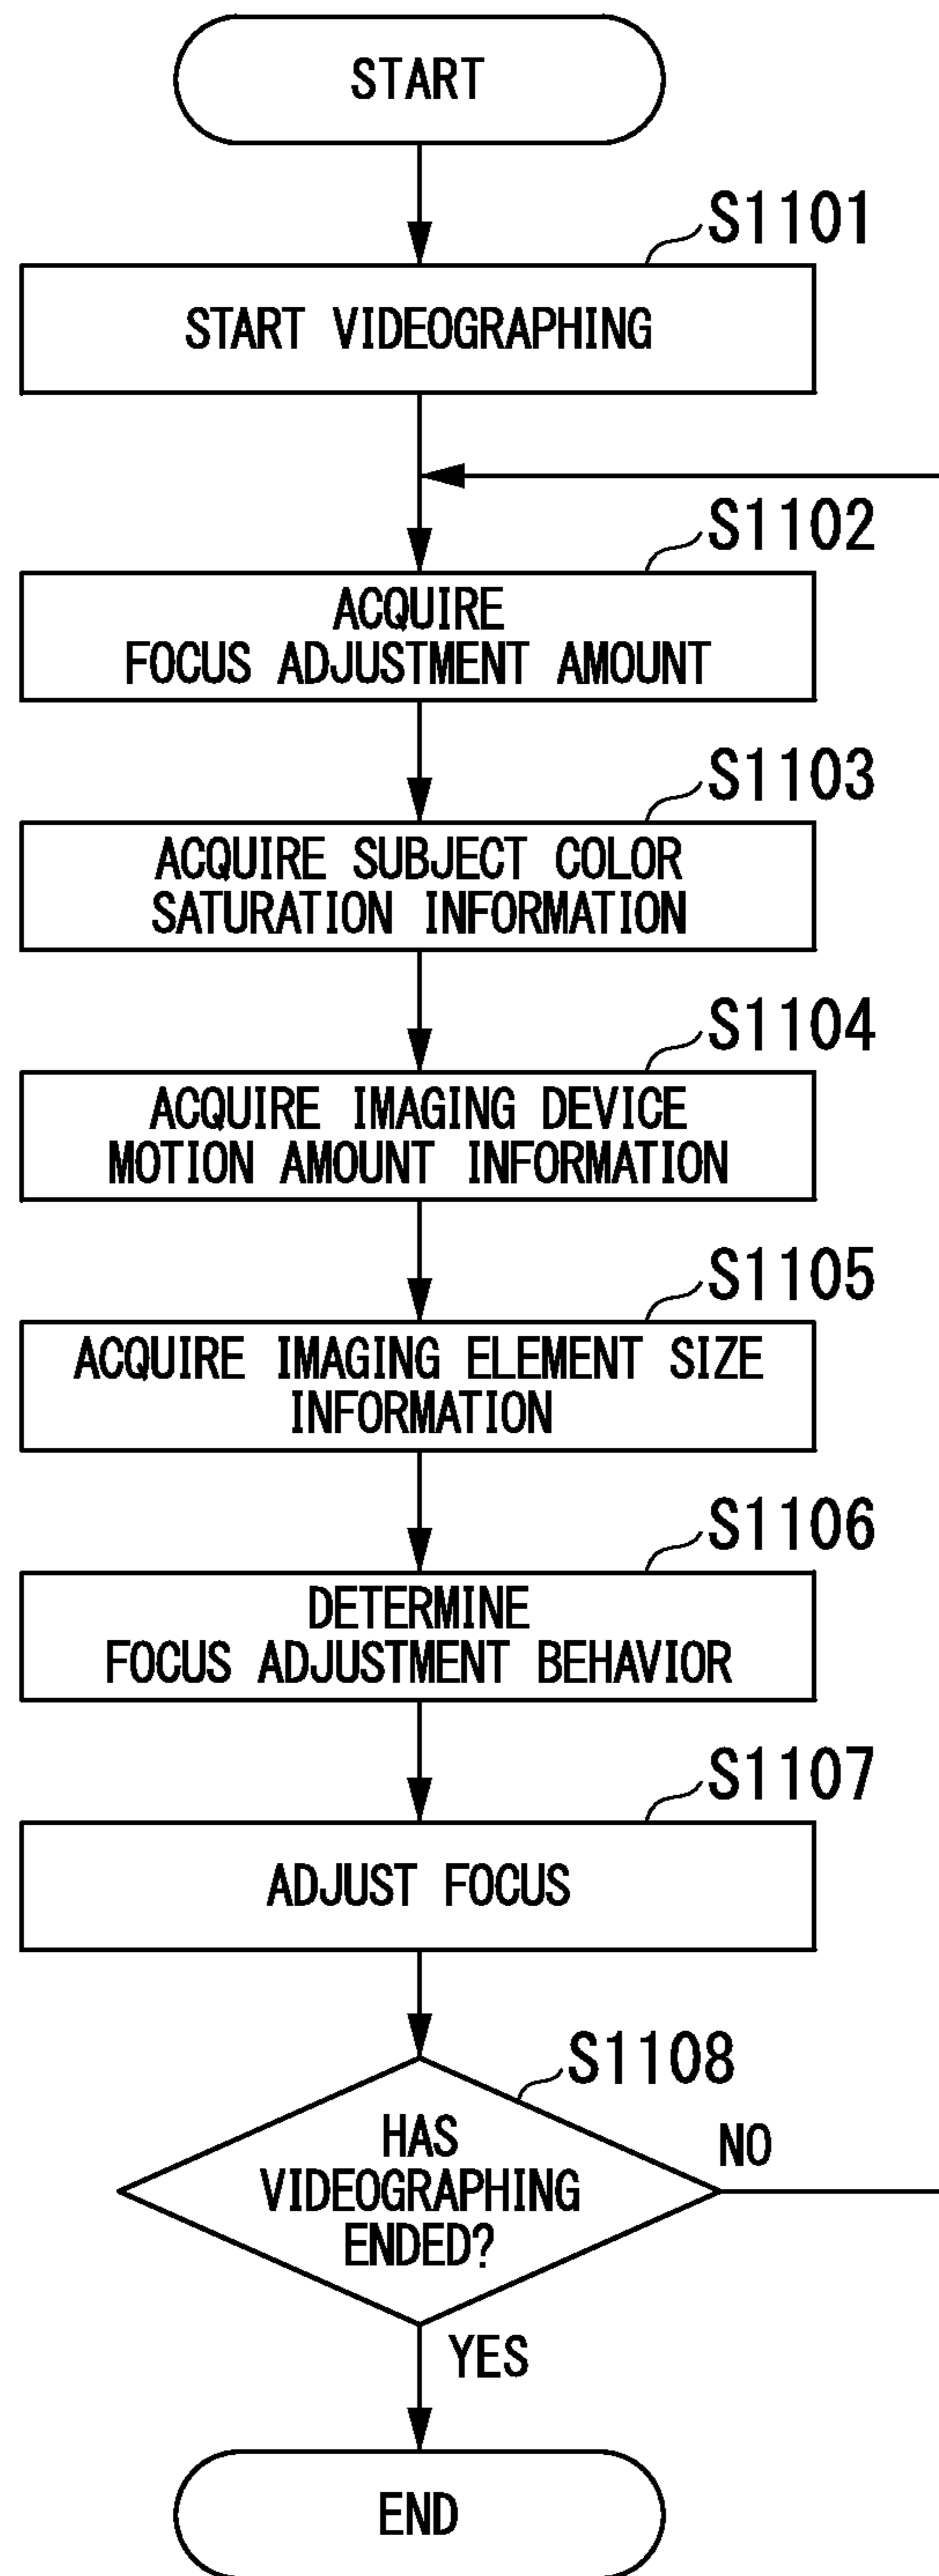 START
S1101
START VIDEOGRAPHING
S1102
ACQUIRE
FOCUS ADJUSTMENT AMOUNT
S1103
ACQUIRE SUBJECT COLOR
SATURATION INFORMATION
S1104
ACQUIRE IMAGING DEVICE
MOTION AMOUNT INFORMATION
S1105
ACQUIRE IMAGING ELEMENT SIZE
INFORMATION
S1106
DETERMINE
FOCUS ADJUSTMENT BEHAVIOR
S1107
ADJUST FOCUS
S1108
HAS
VIDEOGRAPHING
ENDED?
NO
YES
END